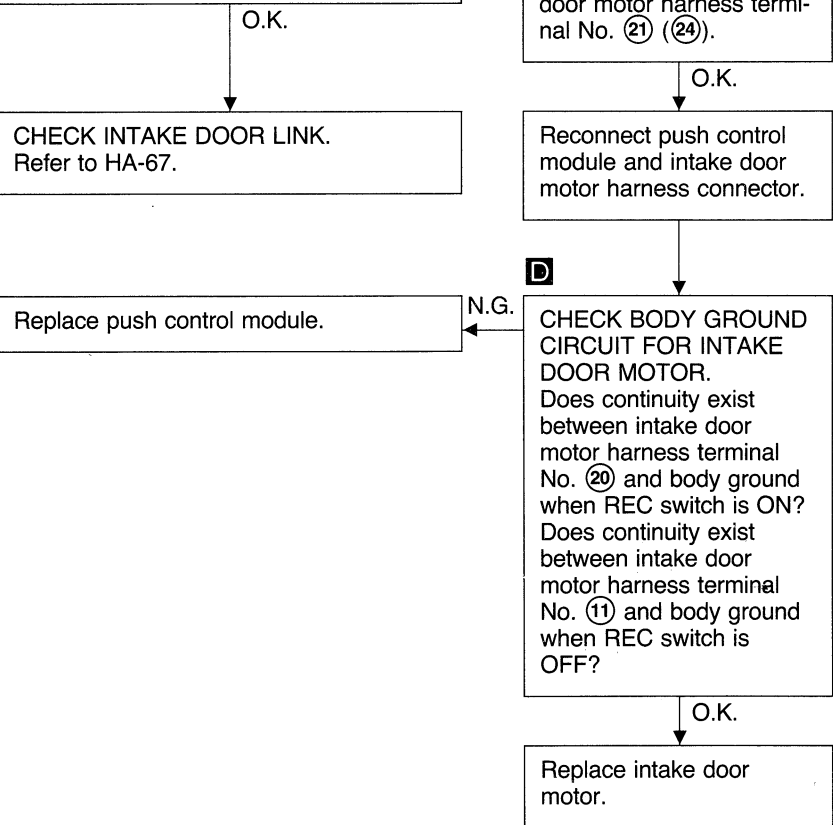 O.K.
door motor harness termi-
nal No. 21 (24).
O.K.
CHECK INTAKE DOOR LINK.
Refer to HA-67.
Reconnect push control
module and intake door
motor harness connector.
D
Replace push control module.
N.G.
CHECK BODY GROUND
CIRCUIT FOR INTAKE
DOOR MOTOR.
Does continuity exist
between intake door
motor harness terminal
No. 20 and body ground
when REC switch is ON?
Does continuity exist
between intake door
motor harness terminal
No. 11 and body ground
when REC switch is
OFF?
O.K.
Replace intake door
motor.